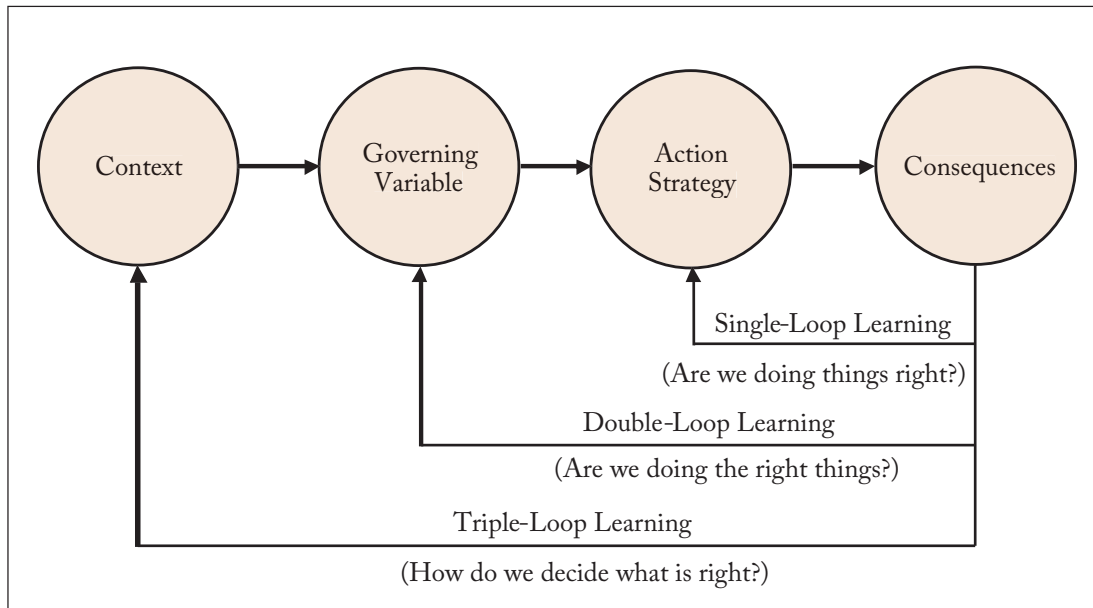 Context
Governing
Variable
Action
Strategy
Consequences
Single-Loop Learning
(Are we doing things right?)
Double-Loop Learning
(Are we doing the right things?)
Triple-Loop Learning
(How do we decide what is right?)